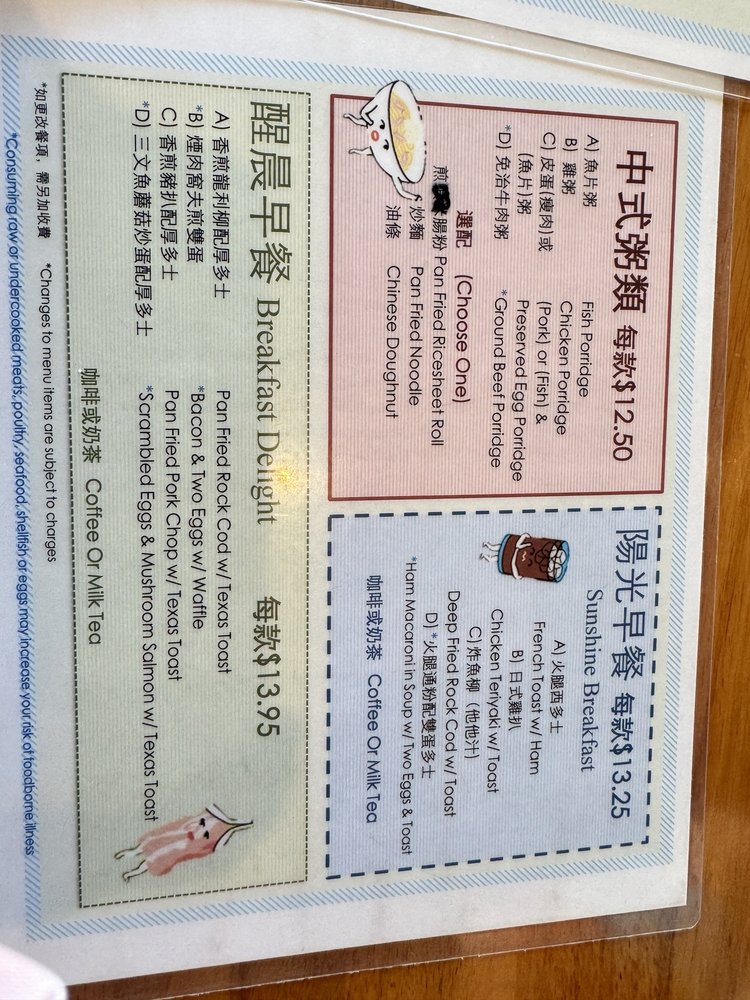 中式粥類 每款$12.50
A) 魚片粥 Fish Porridge
B) 雞粥 Chicken Porridge
C) 皮蛋(瘦肉)或 (Pork) or (Fish) &
(魚片)粥 Preserved Egg Porridge
*D) 免治牛肉粥 *Ground Beef Porridge
選配 (Choose One)
煎 腸粉 Pan Fried Ricesheet Roll
炒麵 Pan Fried Noodle
油條 Chinese Doughnut
陽光早餐 每款$13.25
Sunshine Breakfast
A) 火腿西多士
French Toast w/ Ham
B) 日式雞扒
Chicken Teriyaki w/ Toast
C) 炸魚柳 (他他汁)
Deep Fried Rock Cod w/ Toast
D) *火腿通粉配雙蛋多士
*Ham Macaroni in Soup w/ Two Eggs & Toast
咖啡或奶茶 Coffee Or Milk Tea
醒晨早餐 Breakfast Delight 每款$13.95
A) 香煎龍利柳配厚多士 Pan Fried Rock Cod w/ Texas Toast
*B) 煙肉窩夫煎雙蛋 *Bacon & Two Eggs w/ Waffle
C) 香煎豬扒配厚多士 Pan Fried Pork Chop w/ Texas Toast
*D) 三文魚蘑菇炒蛋配厚多士 *Scrambled Eggs & Mushroom Salmon w/ Texas Toast
咖啡或奶茶 Coffee Or Milk Tea
*如更改餐項，需另加收費 *Changes to menu items are subject to charges
*Consuming raw or undercooked meats, poultry, seafood, shellfish or eggs may increase your risk of foodborne illness